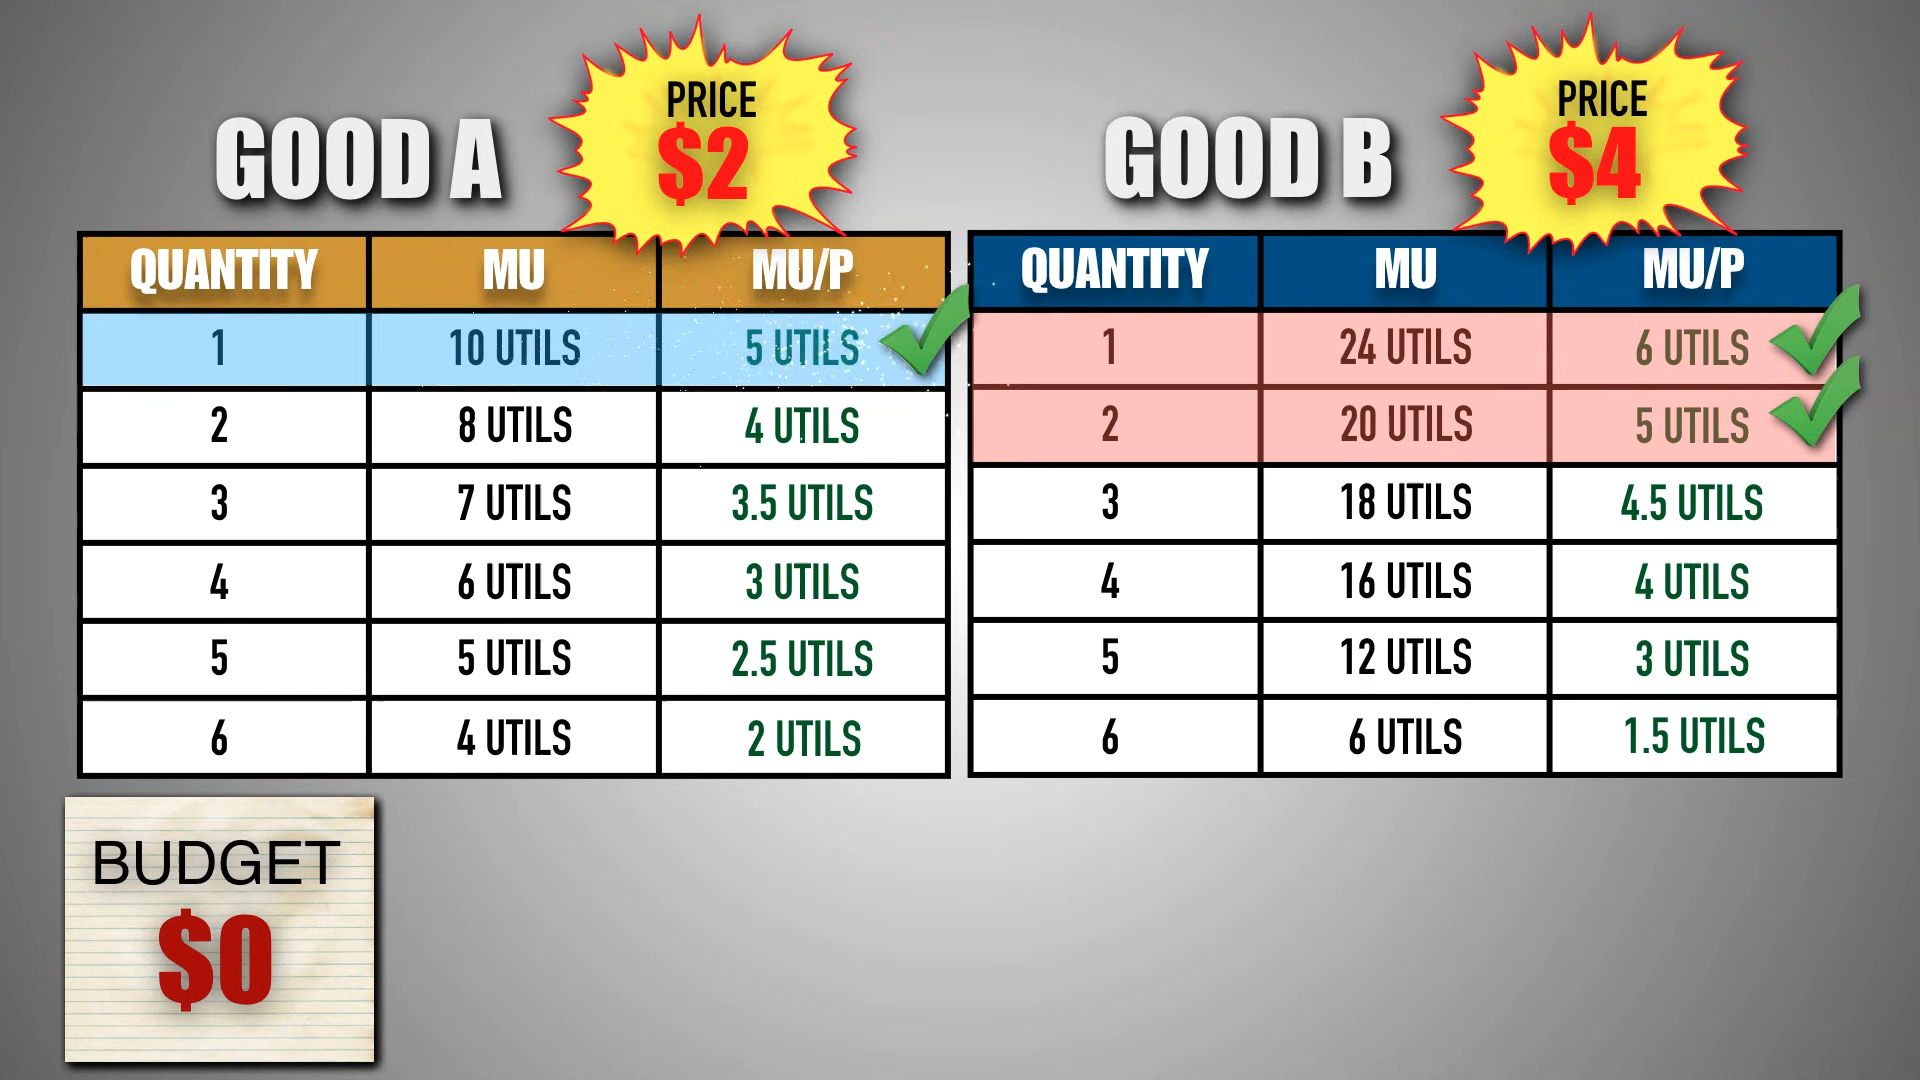 GOOD A
PRICE
$2
QUANTITY MU MU/P
1 10 UTILS 5 UTILS
2 8 UTILS 4 UTILS
3 7 UTILS 3.5 UTILS
4 6 UTILS 3 UTILS
5 5 UTILS 2.5 UTILS
6 4 UTILS 2 UTILS
GOOD B
PRICE
$4
QUANTITY MU MU/P
1 24 UTILS 6 UTILS
2 20 UTILS 5 UTILS
3 18 UTILS 4.5 UTILS
4 16 UTILS 4 UTILS
5 12 UTILS 3 UTILS
6 6 UTILS 1.5 UTILS
BUDGET
$0